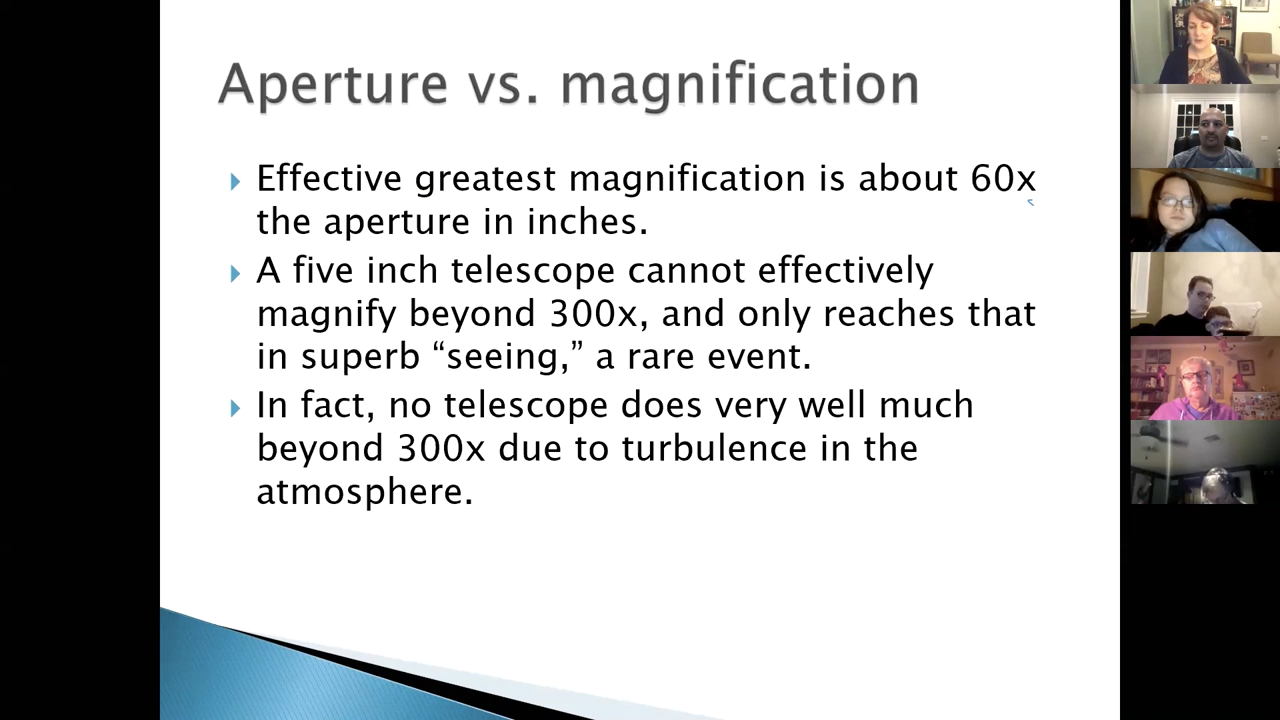 Aperture vs. magnification
Effective greatest magnification is about 60x
the aperture in inches.
A five inch telescope cannot effectively
magnify beyond 300x, and only reaches that
in superb “seeing,” a rare event.
In fact, no telescope does very well much
beyond 300x due to turbulence in the
atmosphere.